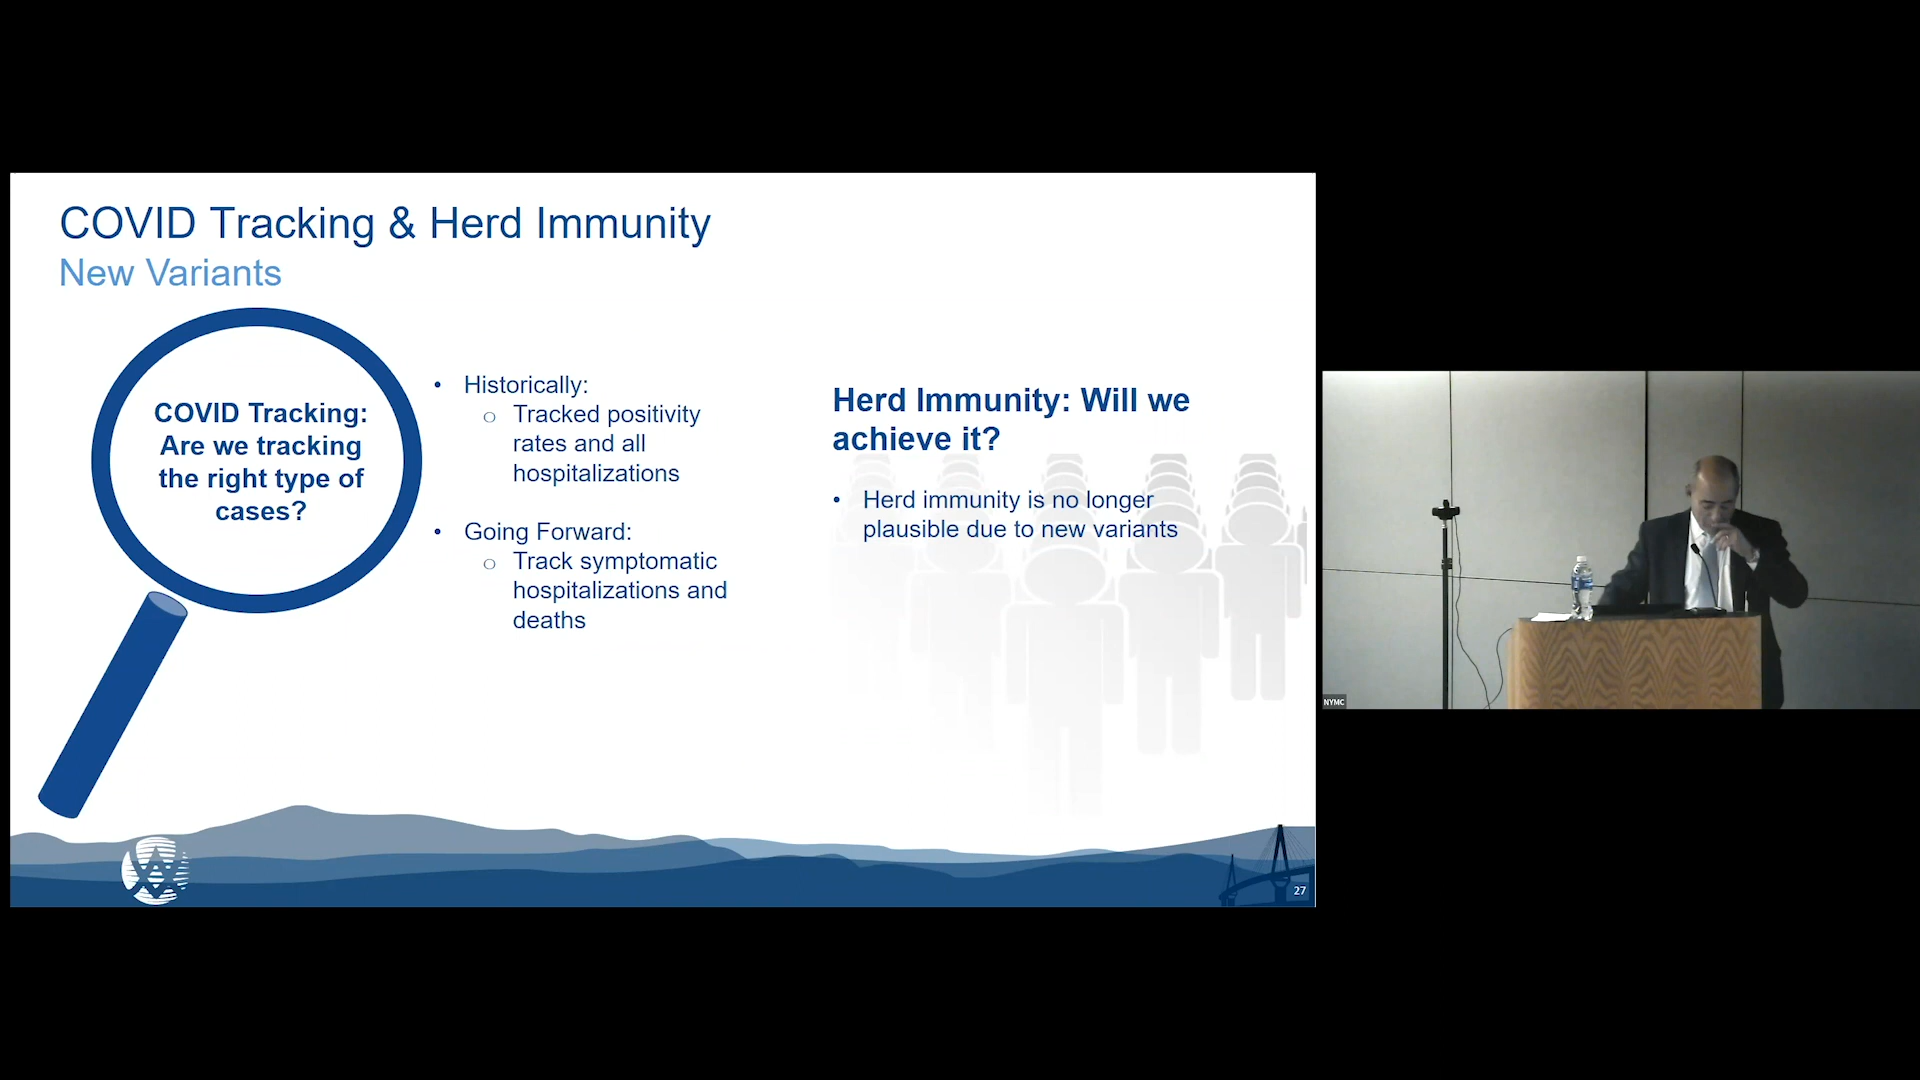 COVID Tracking & Herd Immunity
New Variants
COVID Tracking:
Are we tracking
the right type of
cases?
• Historically:
o Tracked positivity
rates and all
hospitalizations
• Going Forward:
o Track symptomatic
hospitalizations and
deaths
Herd Immunity: Will we
achieve it?
• Herd immunity is no longer
plausible due to new variants
27
NYMC